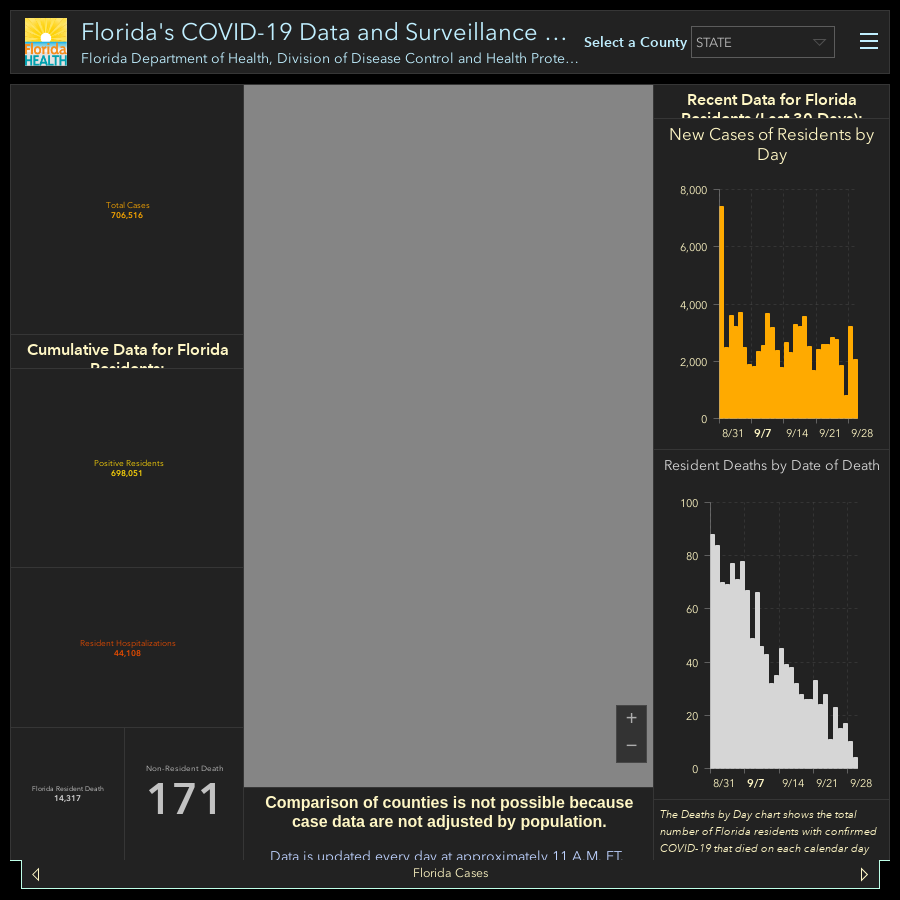 Florida HEALTH
Florida's COVID-19 Data and Surveillance ...
Florida Department of Health, Division of Disease Control and Health Prote...
Select a County
STATE
Total Cases
706,516
Cumulative Data for Florida
Residents:
Positive Residents
698,051
Resident Hospitalizations
44,108
Florida Resident Death
14,317
Non-Resident Death
171
+
−
Comparison of counties is not possible because
case data are not adjusted by population.
Data is updated every day at approximately 11 A.M. ET.
Recent Data for Florida
Residents (Last 30 Days):
New Cases of Residents by
Day
8,000
6,000
4,000
2,000
0
8/31 9/7 9/14 9/21 9/28
Resident Deaths by Date of Death
100
80
60
40
20
0
8/31 9/7 9/14 9/21 9/28
The Deaths by Day chart shows the total
number of Florida residents with confirmed
COVID-19 that died on each calendar day
Florida Cases